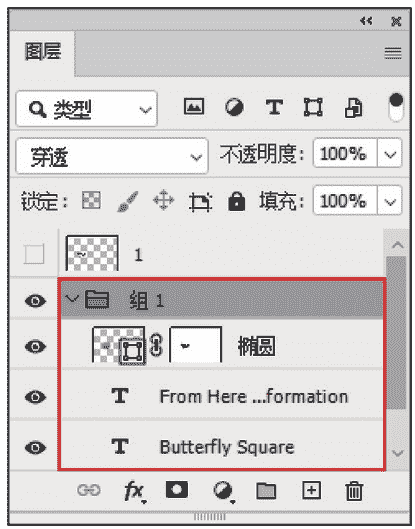 图层
类型
穿透 不透明度: 100%
锁定: 填充: 100%
1
组 1
椭圆
T From Here ...formation
T Butterfly Square
fx